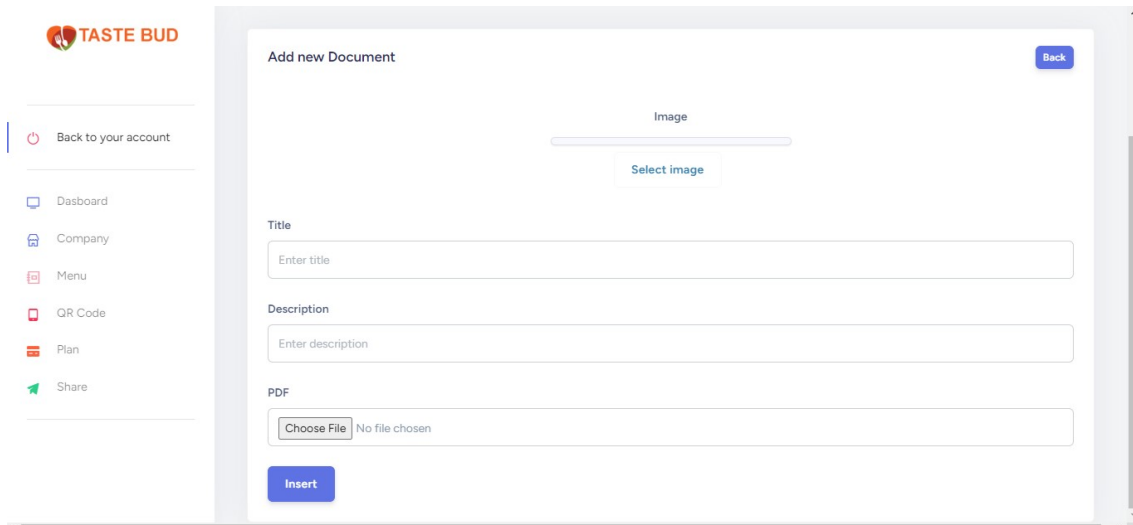 TASTE BUD
Back to your account
Dasboard
Company
Menu
QR Code
Plan
Share
Add new Document
Back
Image
Select image
Title
Enter title
Description
Enter description
PDF
Choose File No file chosen
Insert